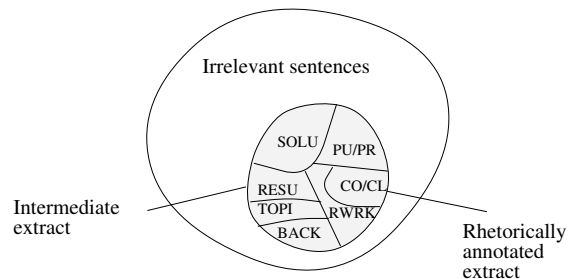 Irrelevant sentences
SOLU
PU/PR
RESU
CO/CL
TOPI
RWRK
BACK
Intermediate
extract
Rhetorically
annotated
extract